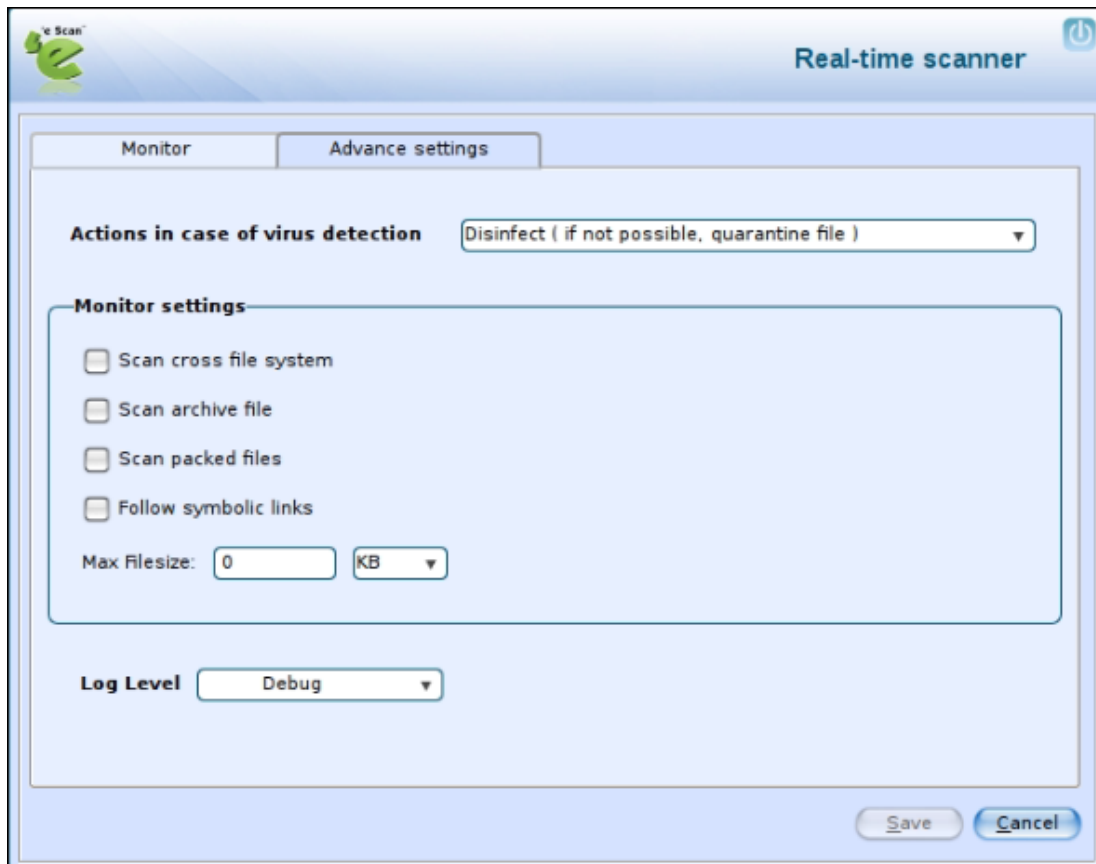 e Scan
Real-time scanner
Monitor
Advance settings
Actions in case of virus detection
Disinfect ( if not possible, quarantine file )
Monitor settings
Scan cross file system
Scan archive file
Scan packed files
Follow symbolic links
Max Filesize: 0 KB
Log Level Debug
Save Cancel